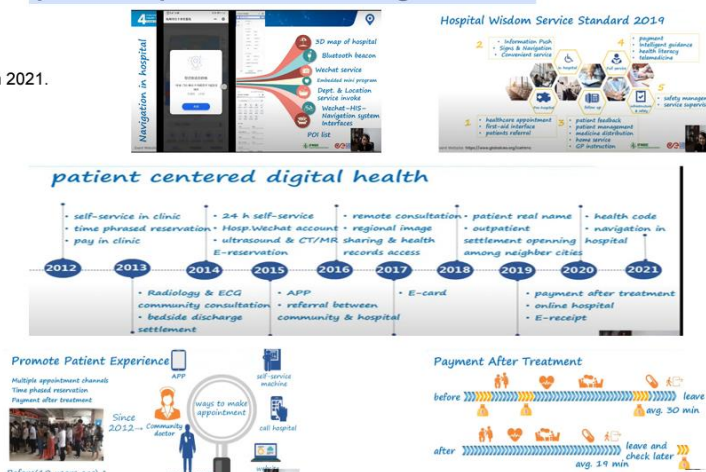 2021.
4
Navigation in hospital
3D map of hospital
Bluetooth beacon
Wechat service
Embedded mini program
Dept. & Location
service invoke
Wechat-HIS-
Navigation system
Interfaces
POI list
Hospital Wisdom Service Standard 2019
2
• Information Push
• Signs & Navigation
• Convenient service
4
• payment
• intelligent guidance
• health literacy
• telemedicine
1
• healthcare appointment
• first-aid interface
• patients referral
3
• patient feedback
• patient management
• medicine distribution
• home service
• GP instruction
5
• safety managem
• service supervis
patient centered digital health
• self-service in clinic
• time phrased reservation
• pay in clinic
• 24 h self-service
• Hosp.Wechat account
• ultrasound & CT/MR
E-reservation
• remote consultation
• regional image
sharing & health
records access
• patient real name
• outpatient
settlement openning
among neighber cities
• health code
• navigation in
hospital
2012 2013 2014 2015 2016 2017 2018 2019 2020 2021
• Radiology & ECG
community consultation
• bedside discharge
settlement
• APP
• referral between
community & hospital
• E-card
• payment after treatment
• online hospital
• E-receipt
Promote Patient Experience
Multiple appointment channels
Time phased reservation
Payment after treatment
Since
2012→
APP
self-service
machine
ways to make
appointment
Community
doctor
call hospital
Payment After Treatment
before
leave
avg. 30 min
after
leave and
check later
avg. 19 min